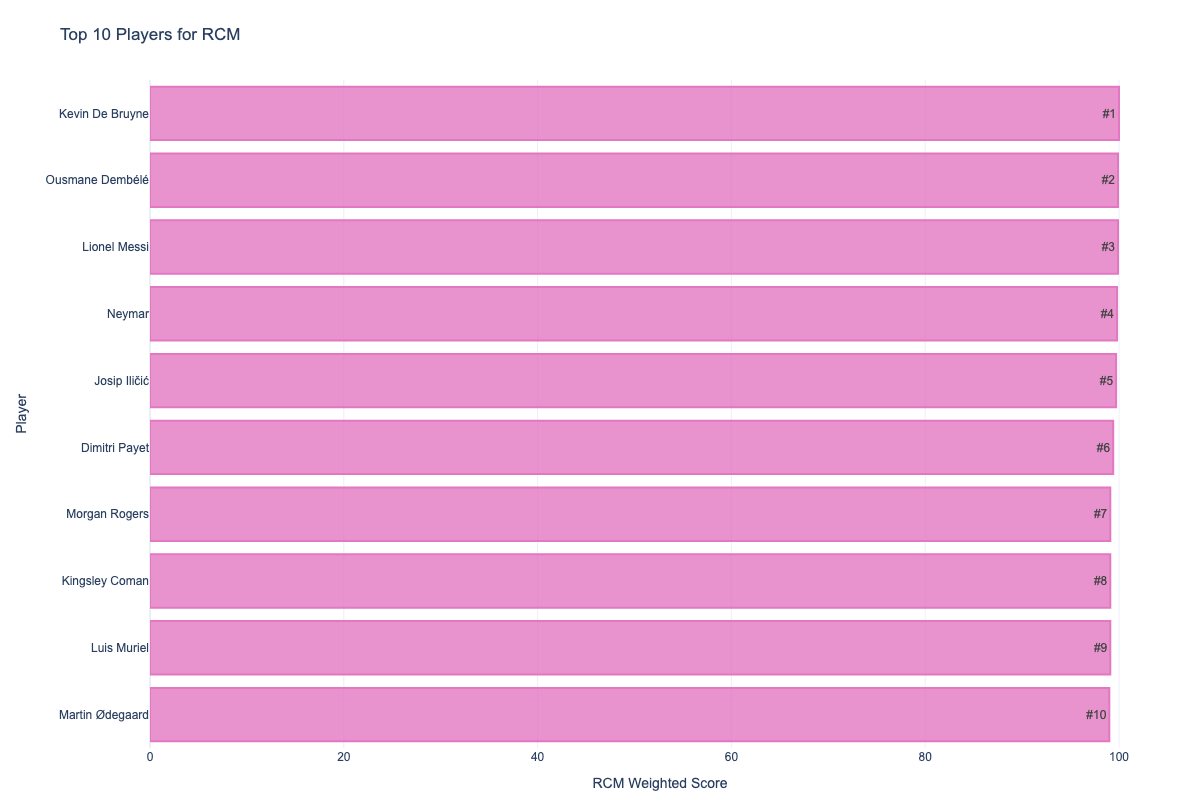 Top 10 Players for RCM
Player
Kevin De Bruyne #1
Ousmane Dembélé #2
Lionel Messi #3
Neymar #4
Josip Iličić #5
Dimitri Payet #6
Morgan Rogers #7
Kingsley Coman #8
Luis Muriel #9
Martin Ødegaard #10
0 20 40 60 80 100
RCM Weighted Score